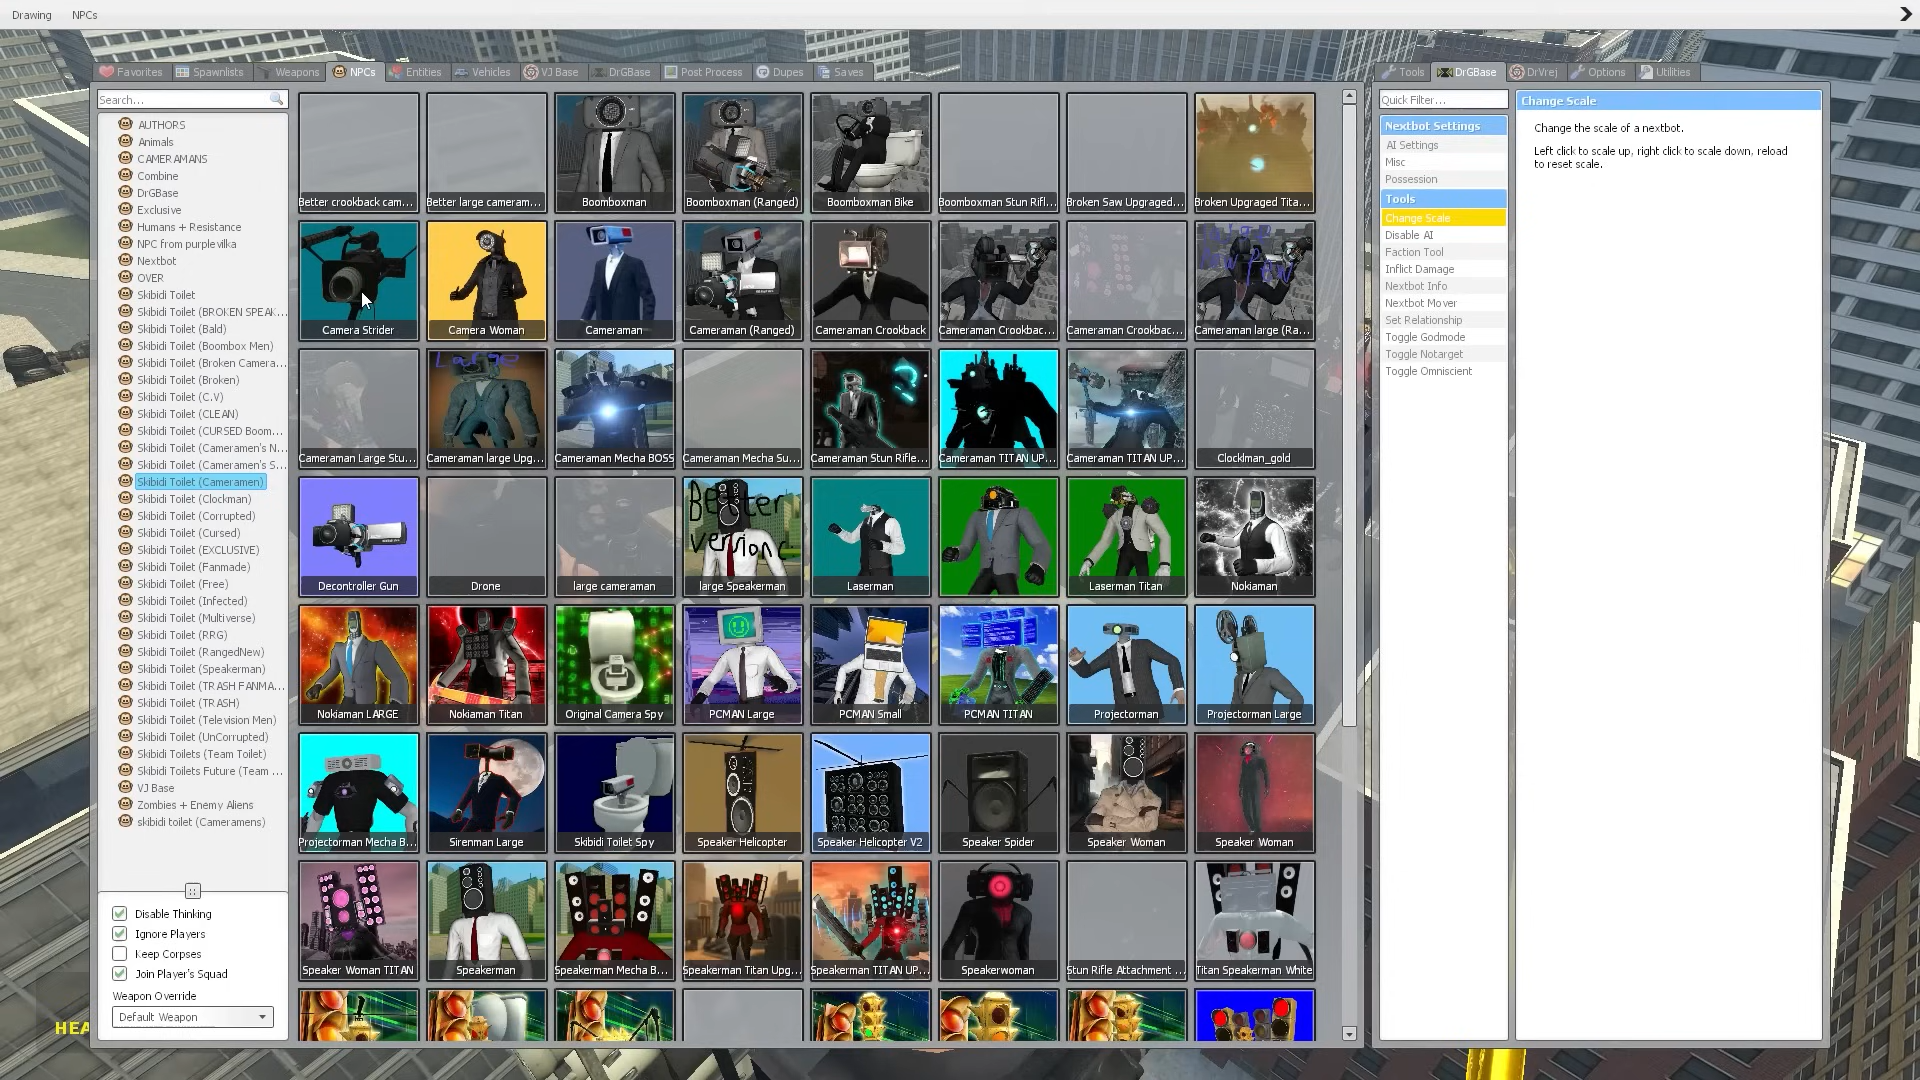 Drawing NPCs
Favorites Spawnlists Weapons NPCs Entities Vehicles VJ Base DrGBase Post Process Dupes Saves
Tools DrGBase DrVrej Options Utilities
Search...
AUTHORS
Animals
CAMERAMANS
Combine
DrGBase
Exclusive
Humans + Resistance
NPC from purplevilka
Nextbot
OVER
Skibidi Toilet
Skibidi Toilet (BROKEN SPEAK...
Skibidi Toilet (Bald)
Skibidi Toilet (Boombox Men)
Skibidi Toilet (Broken Camera...
Skibidi Toilet (Broken)
Skibidi Toilet (C.V)
Skibidi Toilet (CLEAN)
Skibidi Toilet (CURSED Boom...
Skibidi Toilet (Cameramen's N...
Skibidi Toilet (Cameramen's S...
Skibidi Toilet (Cameramen)
Skibidi Toilet (Clockman)
Skibidi Toilet (Corrupted)
Skibidi Toilet (Cursed)
Skibidi Toilet (EXCLUSIVE)
Skibidi Toilet (Fanmade)
Skibidi Toilet (Free)
Skibidi Toilet (Infected)
Skibidi Toilet (Multiverse)
Skibidi Toilet (RRG)
Skibidi Toilet (RangedNew)
Skibidi Toilet (Speakerman)
Skibidi Toilet (TRASH FANMA...
Skibidi Toilet (TRASH)
Skibidi Toilet (Television Men)
Skibidi Toilet (UnCorrupted)
Skibidi Toilets (Team Toilet)
Skibidi Toilets Future (Team ...
VJ Base
Zombies + Enemy Aliens
skibidi toilet (Cameramens)
Disable Thinking
Ignore Players
Keep Corpses
Join Player's Squad
Weapon Override
Default Weapon
HEA
Better crookback cam... Better large cameram... Boomboxman Boomboxman (Ranged) Boomboxman Bike Boomboxman Stun Rifl... Broken Saw Upgraded... Broken Upgraded Tita...
Camera Strider Camera Woman Cameraman Cameraman (Ranged) Cameraman Crookback Cameraman Crookbac... Cameraman Crookbac... Cameraman large (Ra...
Large
Cameraman Large Stu... Cameraman large Upg... Cameraman Mecha BOSS Cameraman Mecha Su... Cameraman Stun Rifle... Cameraman TITAN UP... Cameraman TITAN UP... Clocklman_gold
Better
version
Decontroller Gun Drone large cameraman large Speakerman Laserman Laserman Titan Nokiaman
Nokiaman LARGE Nokiaman Titan Original Camera Spy PCMAN Large PCMAN Small PCMAN TITAN Projectorman Projectorman Large
Projectorman Mecha B... Sirenman Large Skibidi Toilet Spy Speaker Helicopter Speaker Helicopter V2 Speaker Spider Speaker Woman Speaker Woman
Speaker Woman TITAN Speakerman Speakerman Mecha B... Speakerman Titan Upg... Speakerman TITAN UP... Speakerwoman Stun Rifle Attachment ... Titan Speakerman White
Quick Filter...
Nextbot Settings
AI Settings
Misc
Possession
Tools
Change Scale
Disable AI
Faction Tool
Inflict Damage
Nextbot Info
Nextbot Mover
Set Relationship
Toggle Godmode
Toggle Notarget
Toggle Omniscient
Change Scale
Change the scale of a nextbot.
Left click to scale up, right click to scale down, reload
to reset scale.